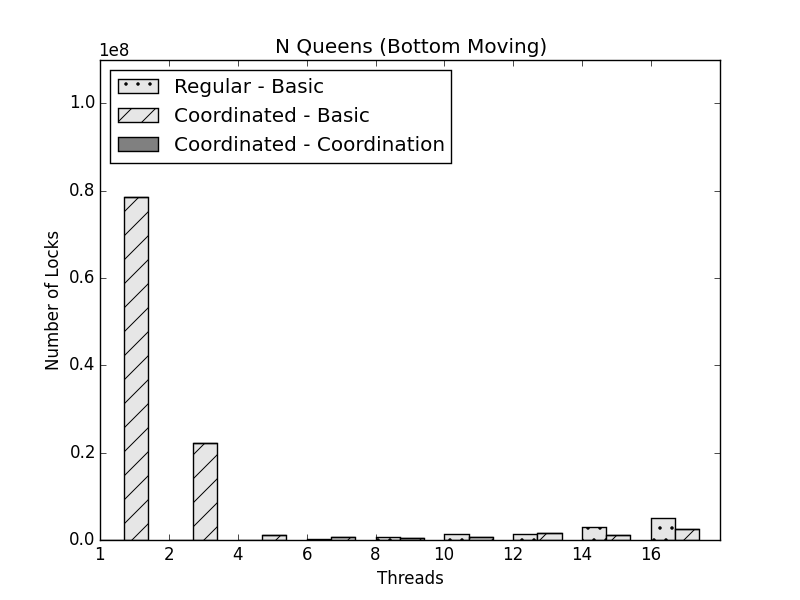 N Queens (Bottom Moving)
1e8
Regular - Basic
Coordinated - Basic
Coordinated - Coordination
1.0
0.8
0.6
0.4
0.2
0.0
Number of Locks
1 2 4 6 8 10 12 14 16
Threads